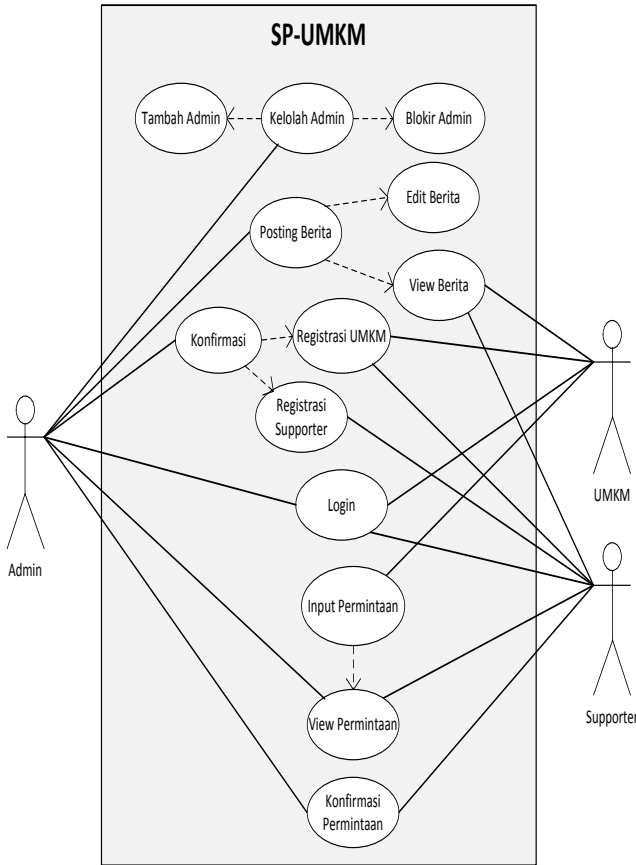 SP-UMKM
Tambah Admin
Kelolah Admin
Blokir Admin
Edit Berita
Posting Berita
View Berita
Konfirmasi
Registrasi UMKM
Registrasi
Supporter
Login
UMKM
Admin
Input Permintaan
Supporter
View Permintaan
Konfirmasi
Permintaan